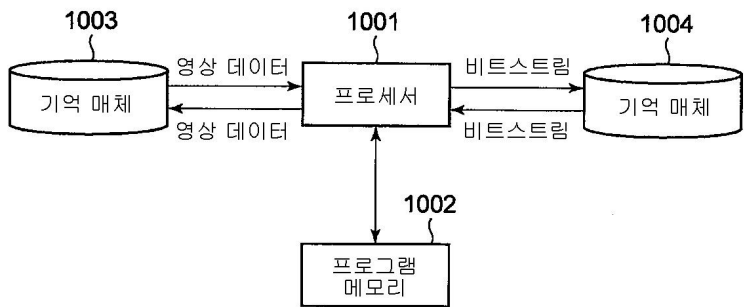 1003
1001
1004
영상 데이터
비트스트림
기억 매체
프로세서
기억 매체
영상 데이터
비트스트림
1002
프로그램
메모리